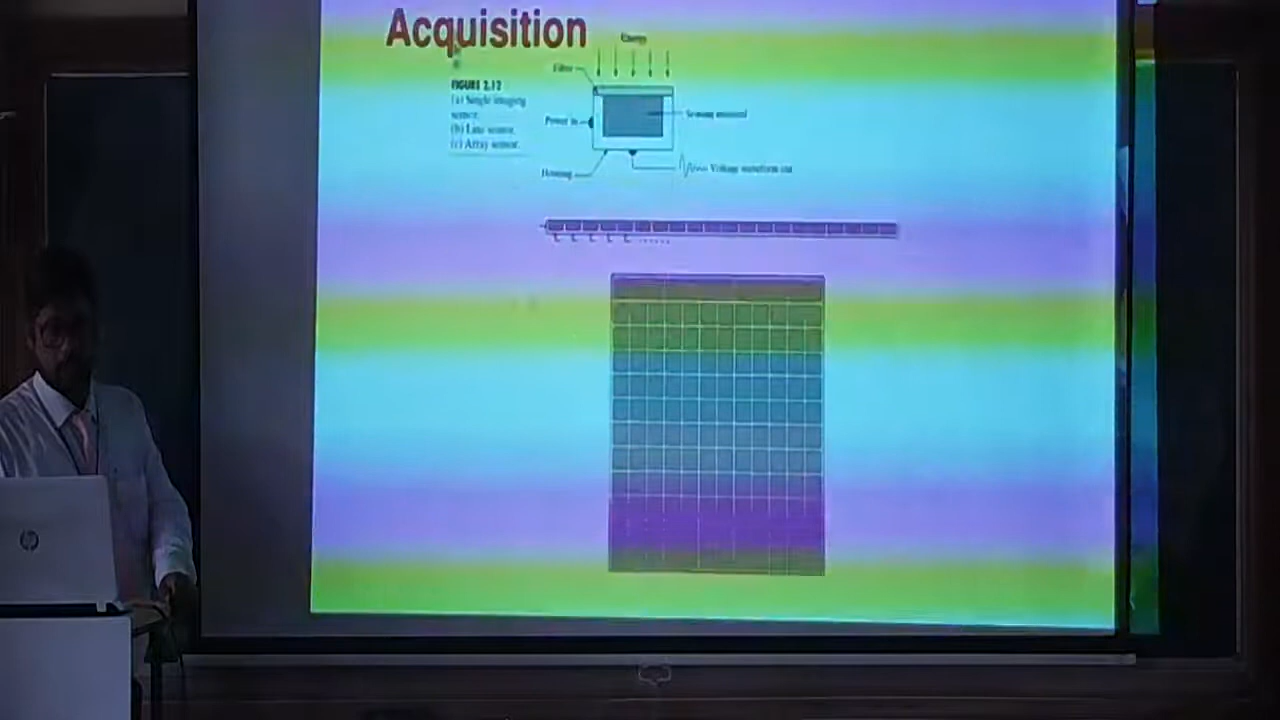 Acquisition
Energy
Filter
FIGURE 2.12
(a) Single imaging
sensor.
(b) Line sensor.
(c) Array sensor.
Power in
Sensing material
Housing
Voltage waveform out
hp